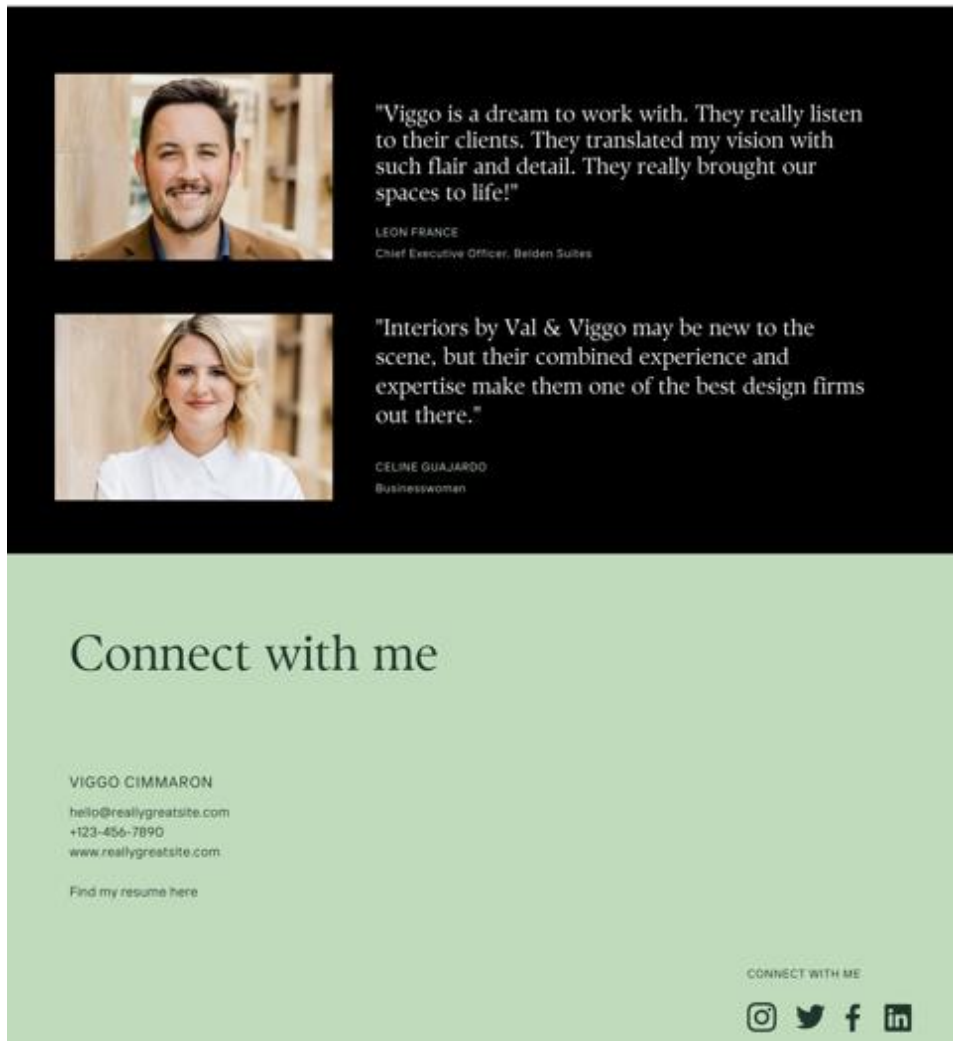 "Viggo is a dream to work with. They really listen
to their clients. They translated my vision with
such flair and detail. They really brought our
spaces to life!"
LEON FRANCE
Chief Executive Officer, Belden Suites
"Interiors by Val & Viggo may be new to the
scene, but their combined experience and
expertise make them one of the best design firms
out there."
CELINE GUAJARDO
Businesswoman
Connect with me
VIGGO CIMMARON
hello@reallygreatsite.com
+123-456-7890
www.reallygreatsite.com
Find my resume here
CONNECT WITH ME